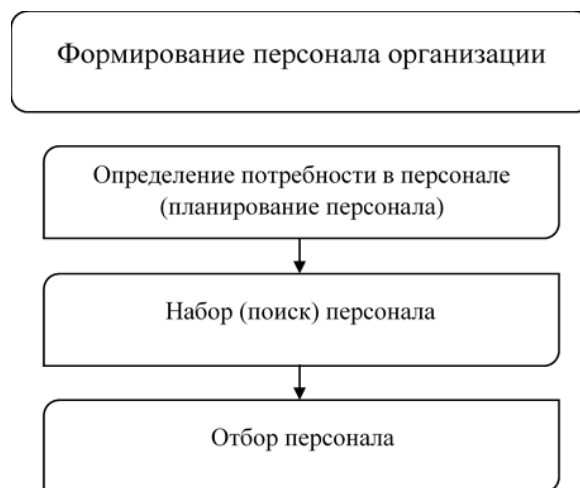 Формирование персонала организации
Определение потребности в персонале
(планирование персонала)
Набор (поиск) персонала
Отбор персонала